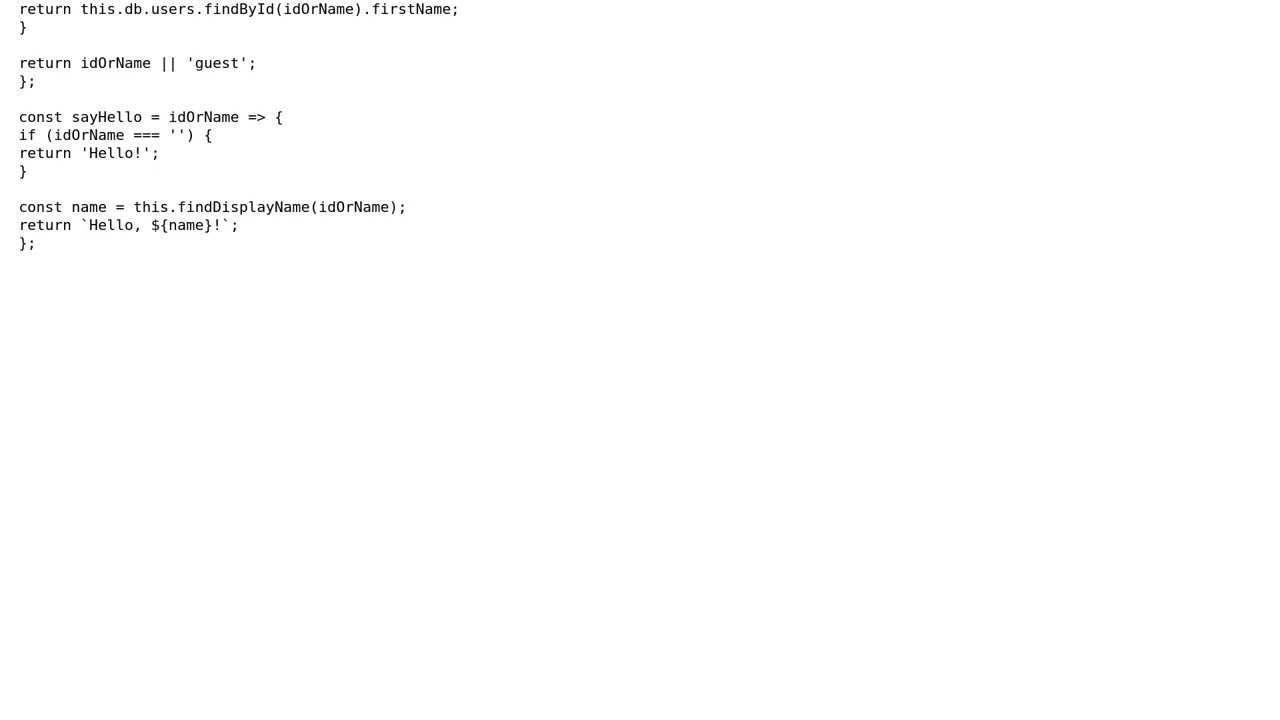 return this.db.users.findById(idOrName).firstName;
}

return idOrName || 'guest';
};

const sayHello = idOrName => {
if (idOrName === '') {
return 'Hello!';
}

const name = this.findDisplayName(idOrName);
return `Hello, ${name}!`;
};